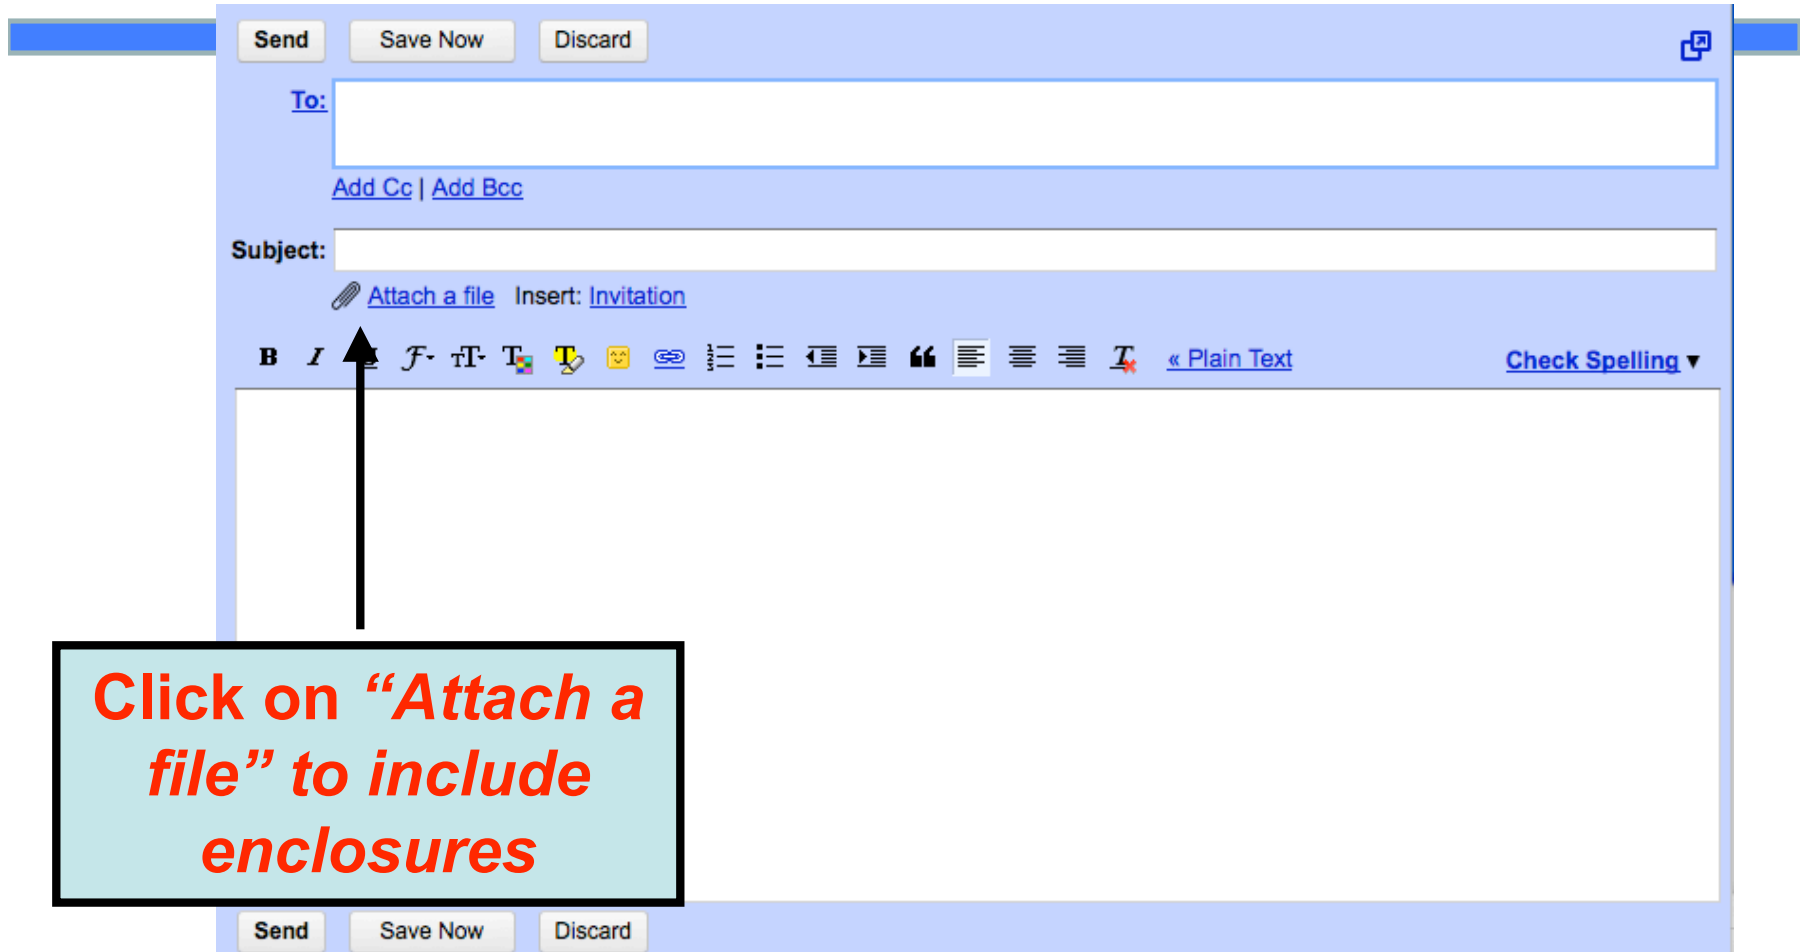 Send Save Now Discard
To:
Add Cc | Add Bcc
Subject:
Attach a file Insert: Invitation
B I U « Plain Text Check Spelling ▼
Click on “Attach a
file” to include
enclosures
Send Save Now Discard